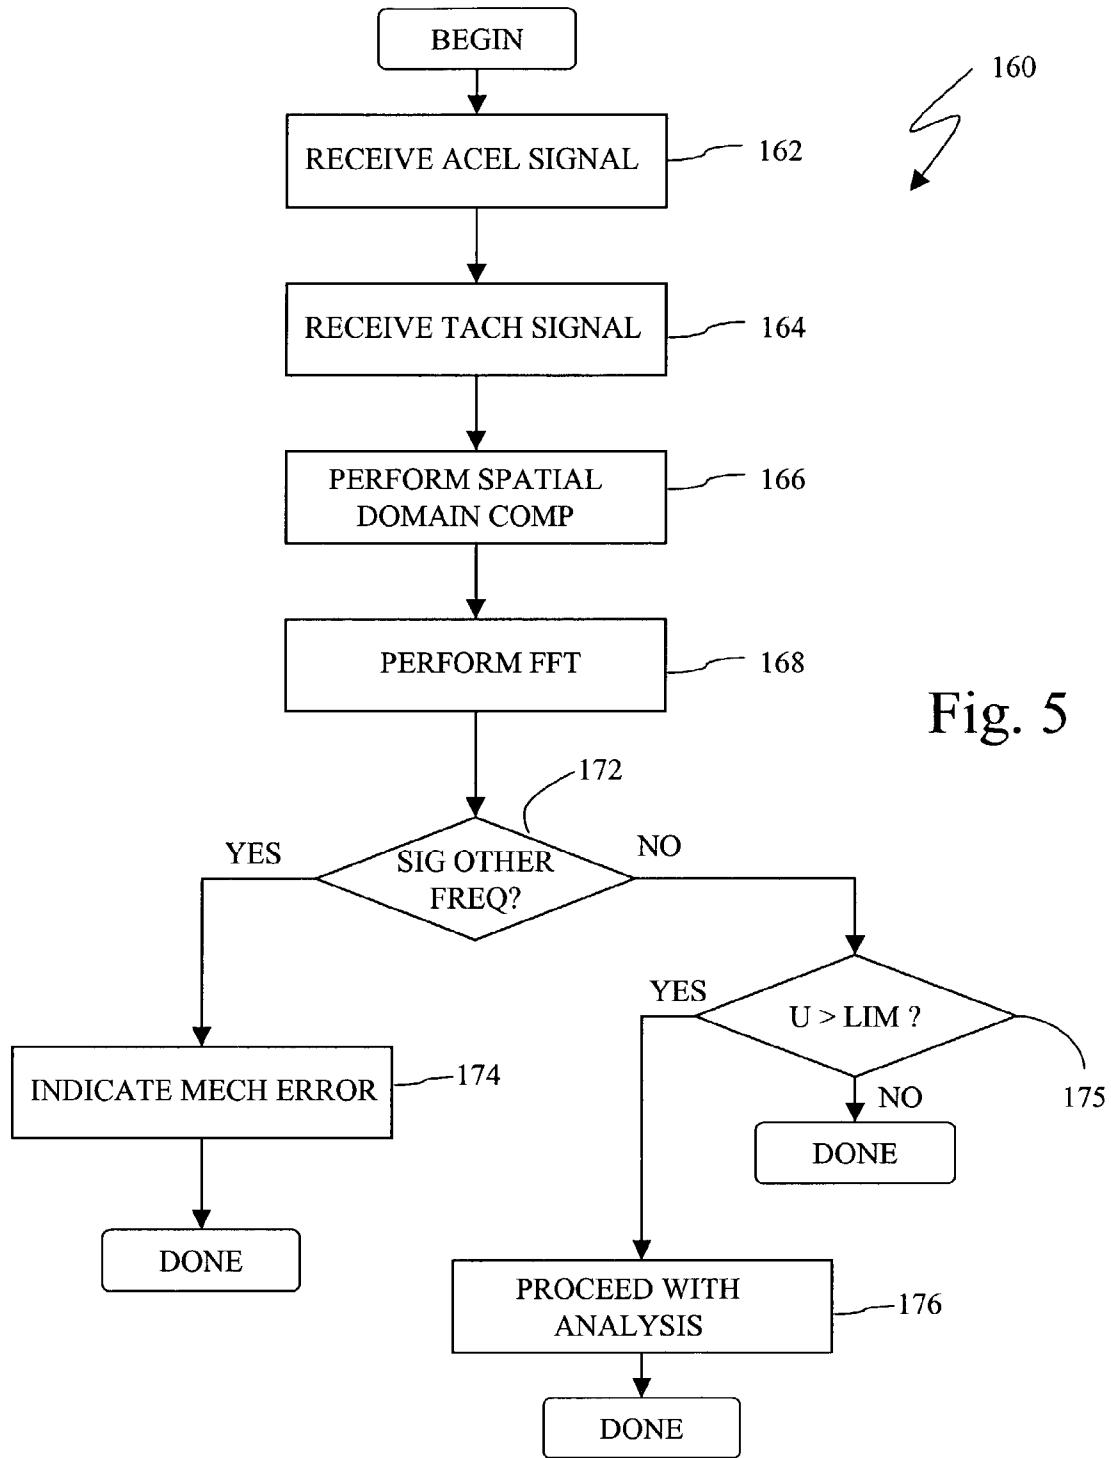 BEGIN
160
RECEIVE ACEL SIGNAL
162
RECEIVE TACH SIGNAL
164
PERFORM SPATIAL
DOMAIN COMP
166
PERFORM FFT
168
Fig. 5
172
YES
SIG OTHER
FREQ?
NO
YES
U > LIM ?
175
INDICATE MECH ERROR
174
NO
DONE
DONE
PROCEED WITH
ANALYSIS
176
DONE